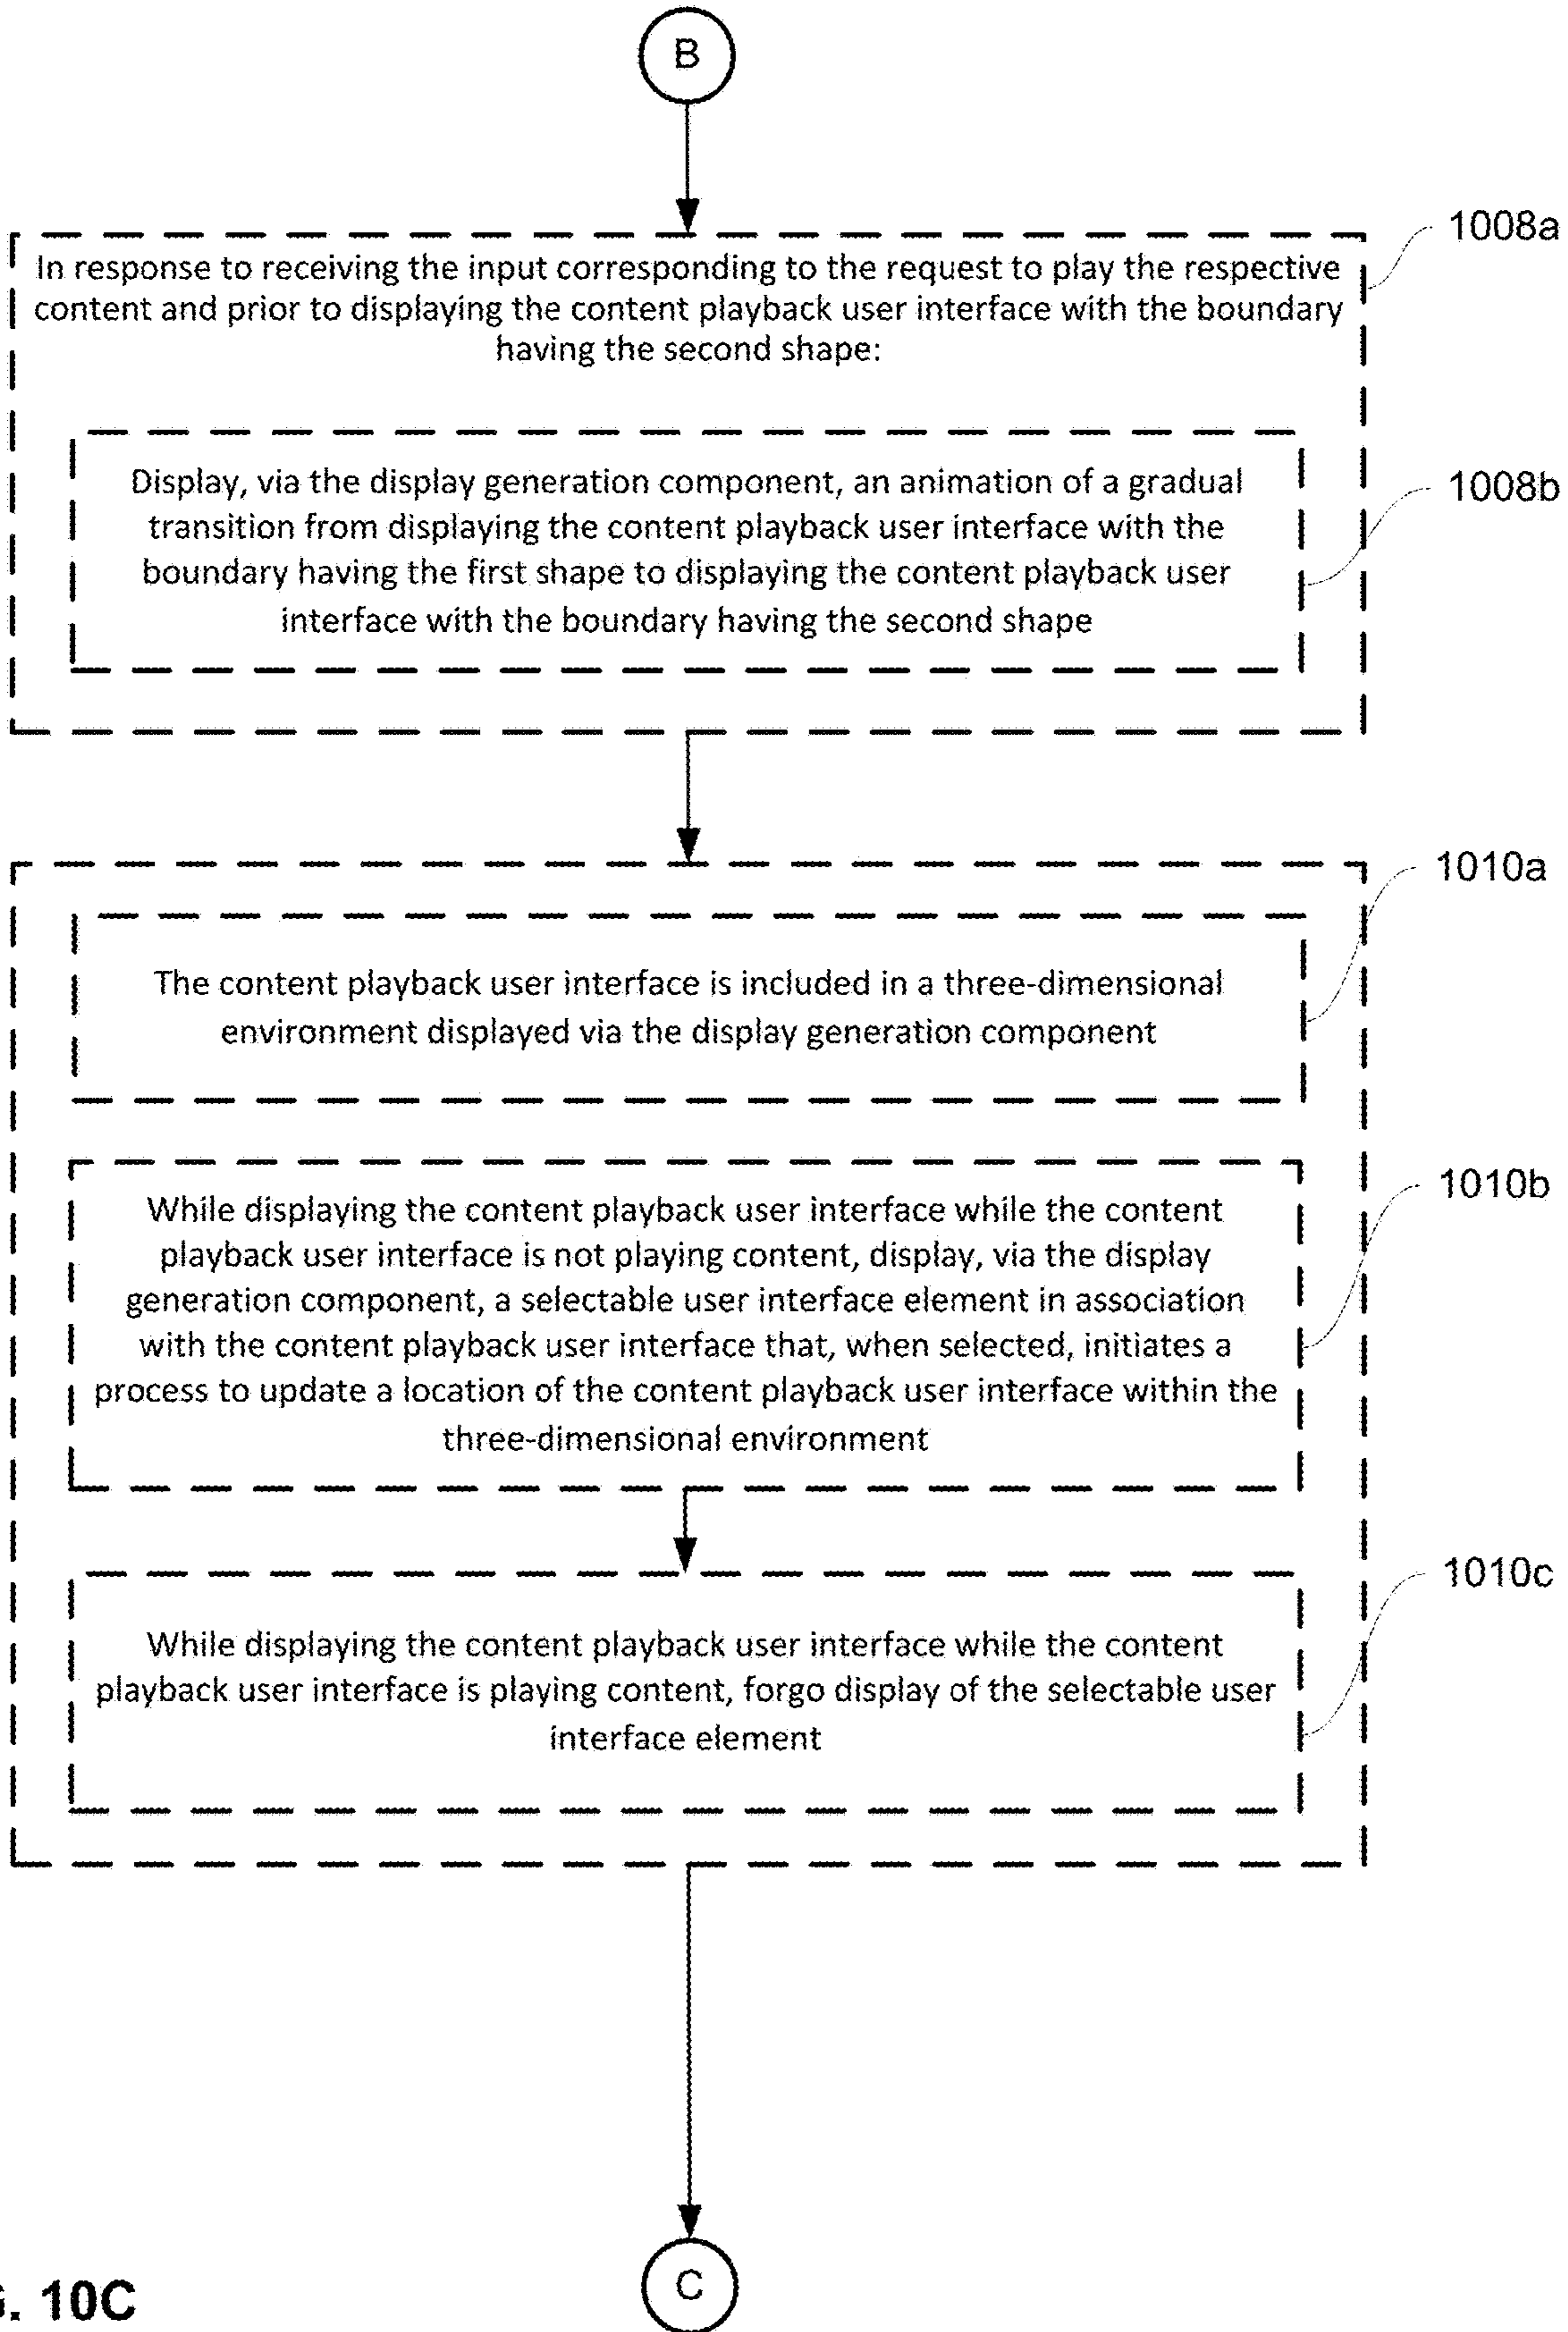 B
1008a
In response to receiving the input corresponding to the request to play the respective
content and prior to displaying the content playback user interface with the boundary
having the second shape:
1008b
Display, via the display generation component, an animation of a gradual
transition from displaying the content playback user interface with the
boundary having the first shape to displaying the content playback user
interface with the boundary having the second shape
1010a
The content playback user interface is included in a three-dimensional
environment displayed via the display generation component
1010b
While displaying the content playback user interface while the content
playback user interface is not playing content, display, via the display
generation component, a selectable user interface element in association
with the content playback user interface that, when selected, initiates a
process to update a location of the content playback user interface within the
three-dimensional environment
1010c
While displaying the content playback user interface while the content
playback user interface is playing content, forgo display of the selectable user
interface element
C
10C